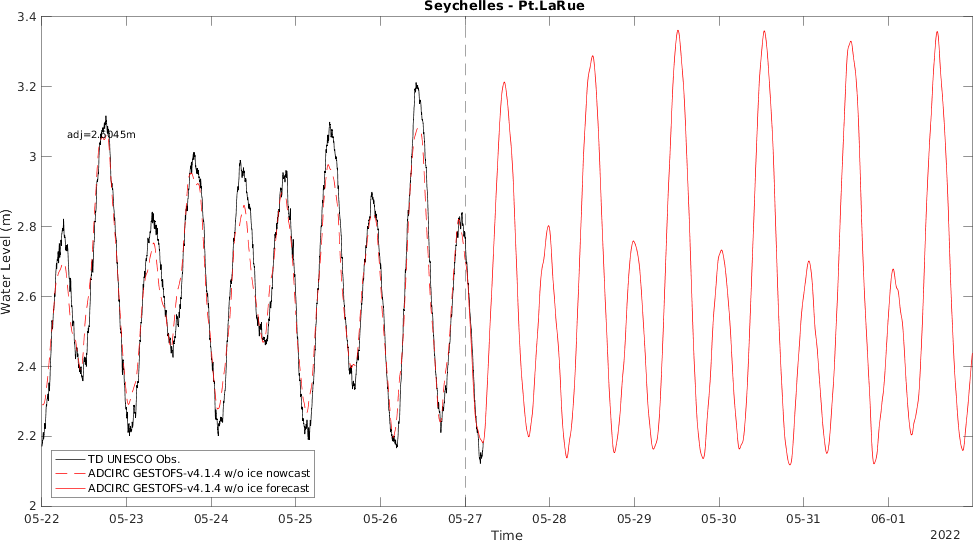 Seychelles - Pt.LaRue
3.4
3.2
3
2.8
2.6
2.4
2.2
2
Water Level (m)
TD UNESCO Obs.
ADCIRC GESTOFS-v4.1.4 w/o ice nowcast
ADCIRC GESTOFS-v4.1.4 w/o ice forecast
05-22 05-23 05-24 05-25 05-26 05-27 05-28 05-29 05-30 05-31 06-01
Time
2022